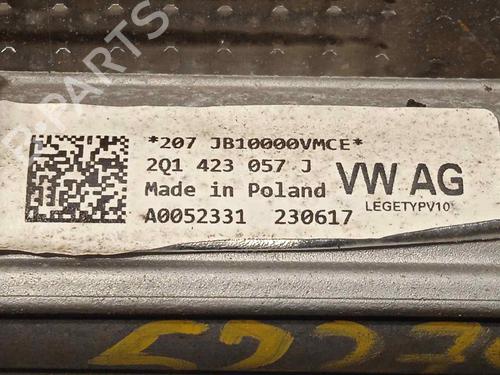 *207 JB10000VMCE*
2Q1 423 057 J
Made in Poland
A0052331 230617
VW AG
LEGETYPV10
B-PARTS